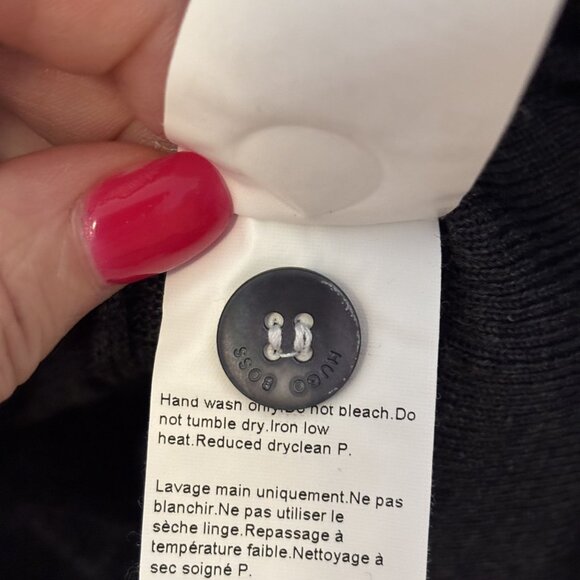 HUGO BOSS
Hand wash only.Do not bleach.Do
not tumble dry.Iron low
heat.Reduced dryclean P.
Lavage main uniquement.Ne pas
blanchir.Ne pas utiliser le
sèche linge.Repassage à
température faible.Nettoyage à
sec soigné P.